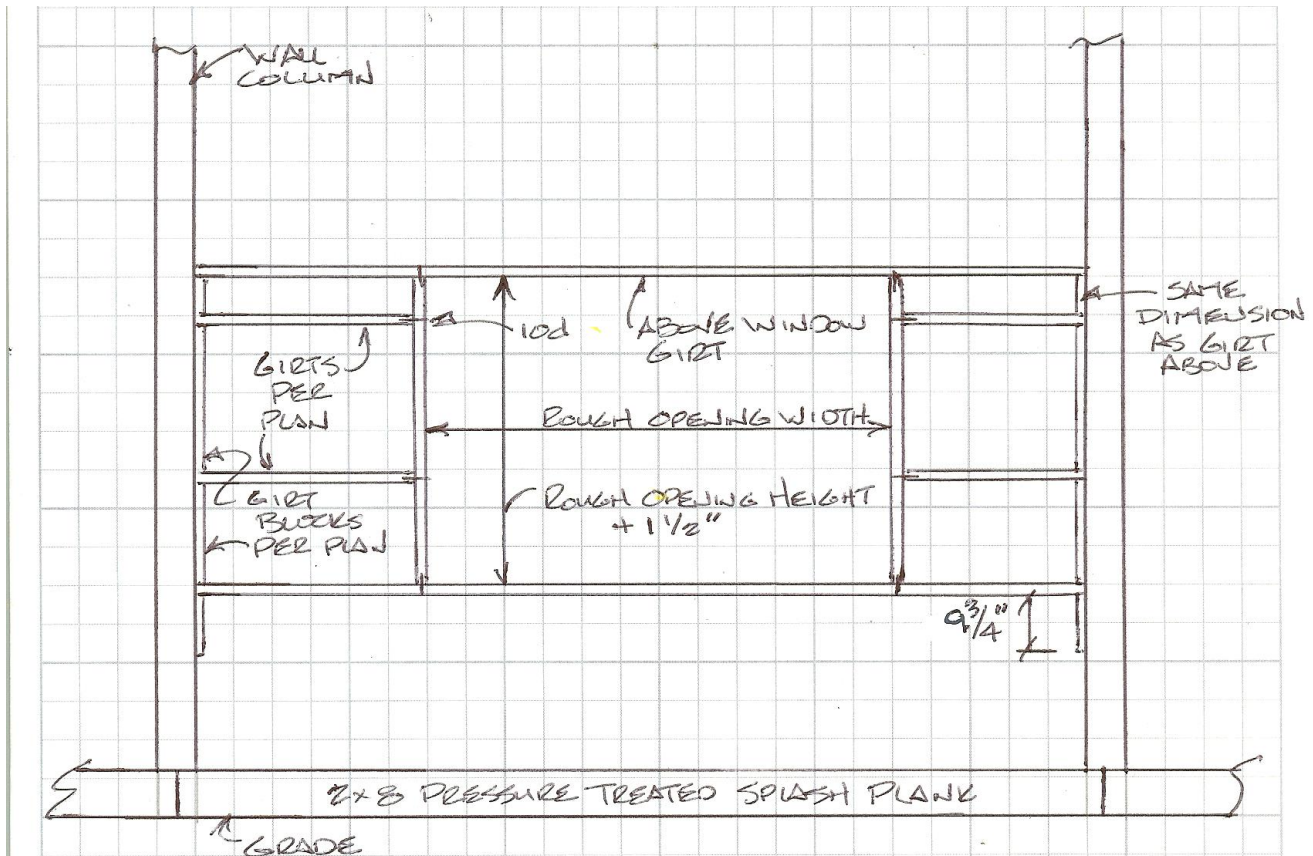 WALL
COLUMN
10d
ABOVE WINDOW
GIRT
SAME
DIMENSION
AS GIRT
ABOVE
GIRTS
PER
PLAN
ROUGH OPENING WIDTH
GIRT
BLOCKS
PER PLAN
ROUGH OPENING HEIGHT
+ 1 1/2"
9 3/4"
2x8 PRESSURE TREATED SPLASH PLANK
GRADE